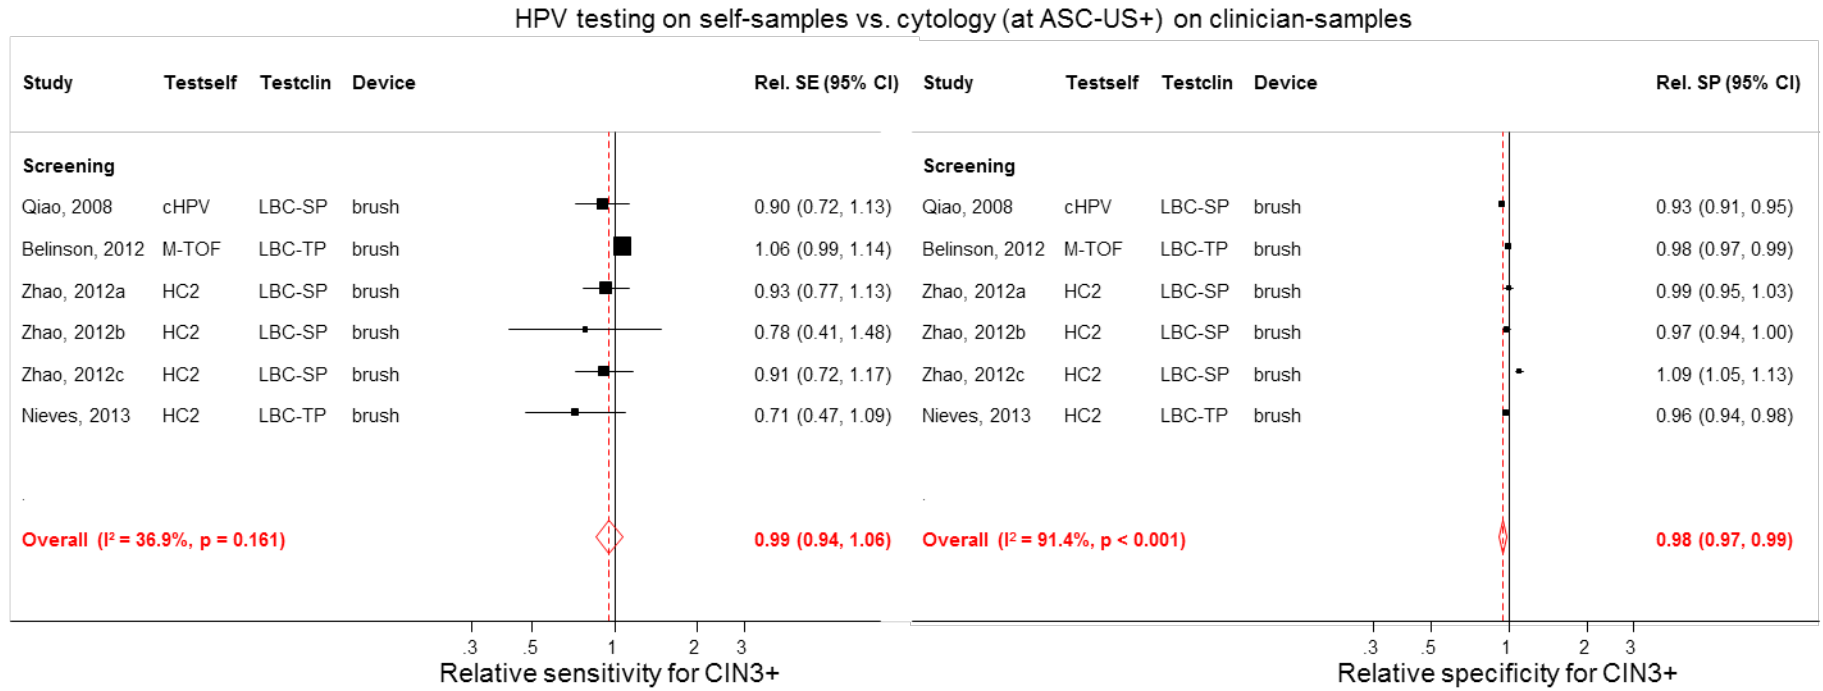 HPV testing on self-samples vs. cytology (at ASC-US+) on clinician-samples
Study Testself Testclin Device Rel. SE (95% CI)
Screening
Qiao, 2008 cHPV LBC-SP brush 0.90 (0.72, 1.13)
Belinson, 2012 M-TOF LBC-TP brush 1.06 (0.99, 1.14)
Zhao, 2012a HC2 LBC-SP brush 0.93 (0.77, 1.13)
Zhao, 2012b HC2 LBC-SP brush 0.78 (0.41, 1.48)
Zhao, 2012c HC2 LBC-SP brush 0.91 (0.72, 1.17)
Nieves, 2013 HC2 LBC-TP brush 0.71 (0.47, 1.09)
.
Overall (I² = 36.9%, p = 0.161) 0.99 (0.94, 1.06)
.3 .5 1 2 3
Relative sensitivity for CIN3+
Study Testself Testclin Device Rel. SP (95% CI)
Screening
Qiao, 2008 cHPV LBC-SP brush 0.93 (0.91, 0.95)
Belinson, 2012 M-TOF LBC-TP brush 0.98 (0.97, 0.99)
Zhao, 2012a HC2 LBC-SP brush 0.99 (0.95, 1.03)
Zhao, 2012b HC2 LBC-SP brush 0.97 (0.94, 1.00)
Zhao, 2012c HC2 LBC-SP brush 1.09 (1.05, 1.13)
Nieves, 2013 HC2 LBC-TP brush 0.96 (0.94, 0.98)
.
Overall (I² = 91.4%, p < 0.001) 0.98 (0.97, 0.99)
.3 .5 1 2 3
Relative specificity for CIN3+